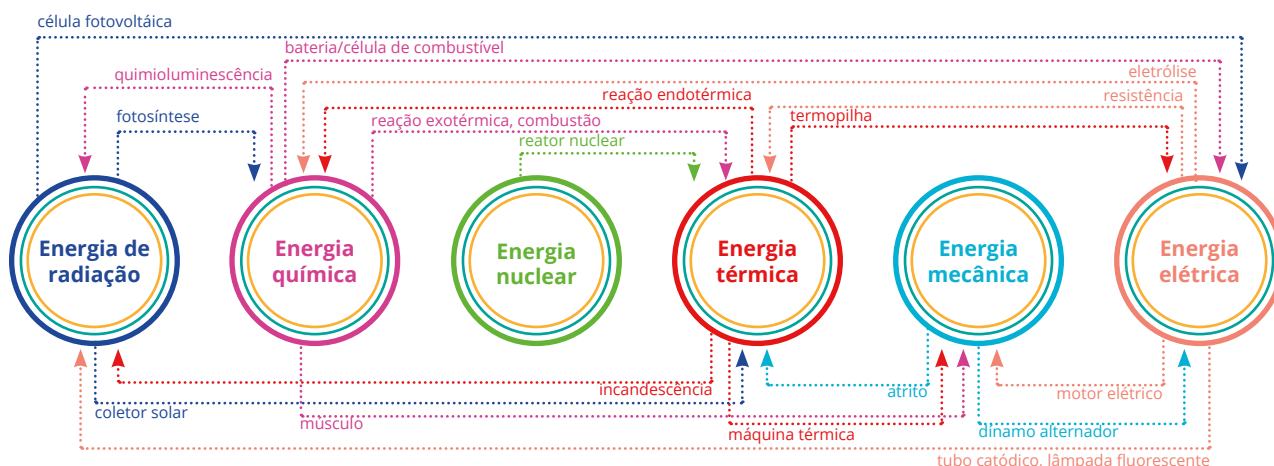 célula fotovoltáica
bateria/célula de combustível
quimioluminescência
eletrólise
reação endotérmica
resistência
fotosíntese
termopilha
reação exotérmica, combustão
reator nuclear
Energia de
radiação
Energia
química
Energia
nuclear
Energia
térmica
Energia
mecânica
Energia
elétrica
incandescência
atrito
motor elétrico
coletor solar
músculo
máquina térmica
dínamo alternador
tubo catódico, lâmpada fluorescente